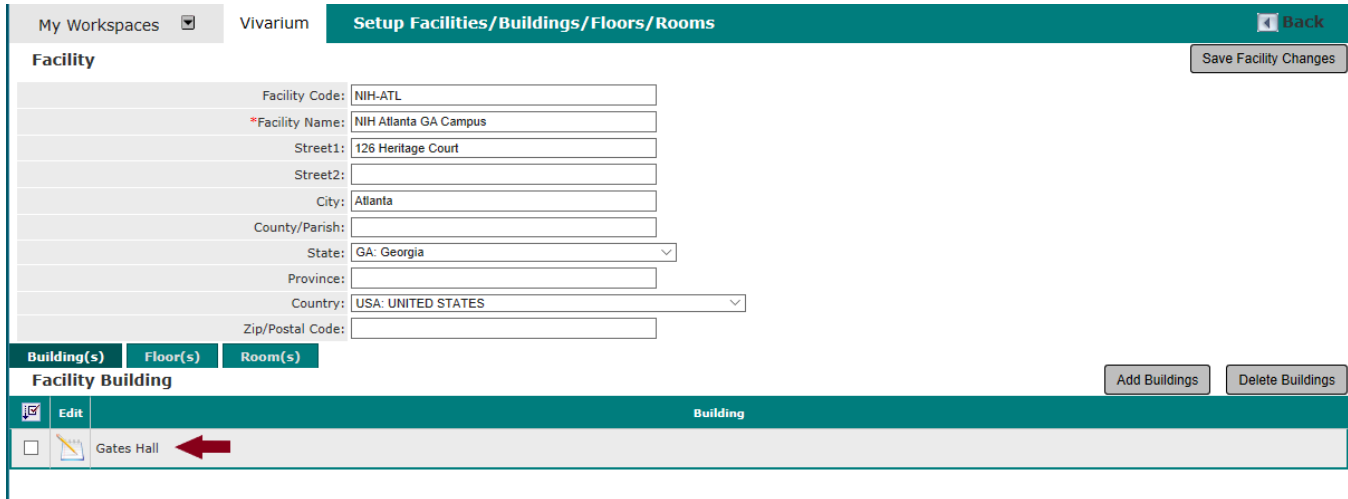 My Workspaces Vivarium Setup Facilities/Buildings/Floors/Rooms Back
Facility Save Facility Changes
Facility Code: NIH-ATL
*Facility Name: NIH Atlanta GA Campus
Street1: 126 Heritage Court
Street2:
City: Atlanta
County/Parish:
State: GA: Georgia
Province:
Country: USA: UNITED STATES
Zip/Postal Code:
Building(s) Floor(s) Room(s)
Facility Building Add Buildings Delete Buildings
Edit Building
Gates Hall